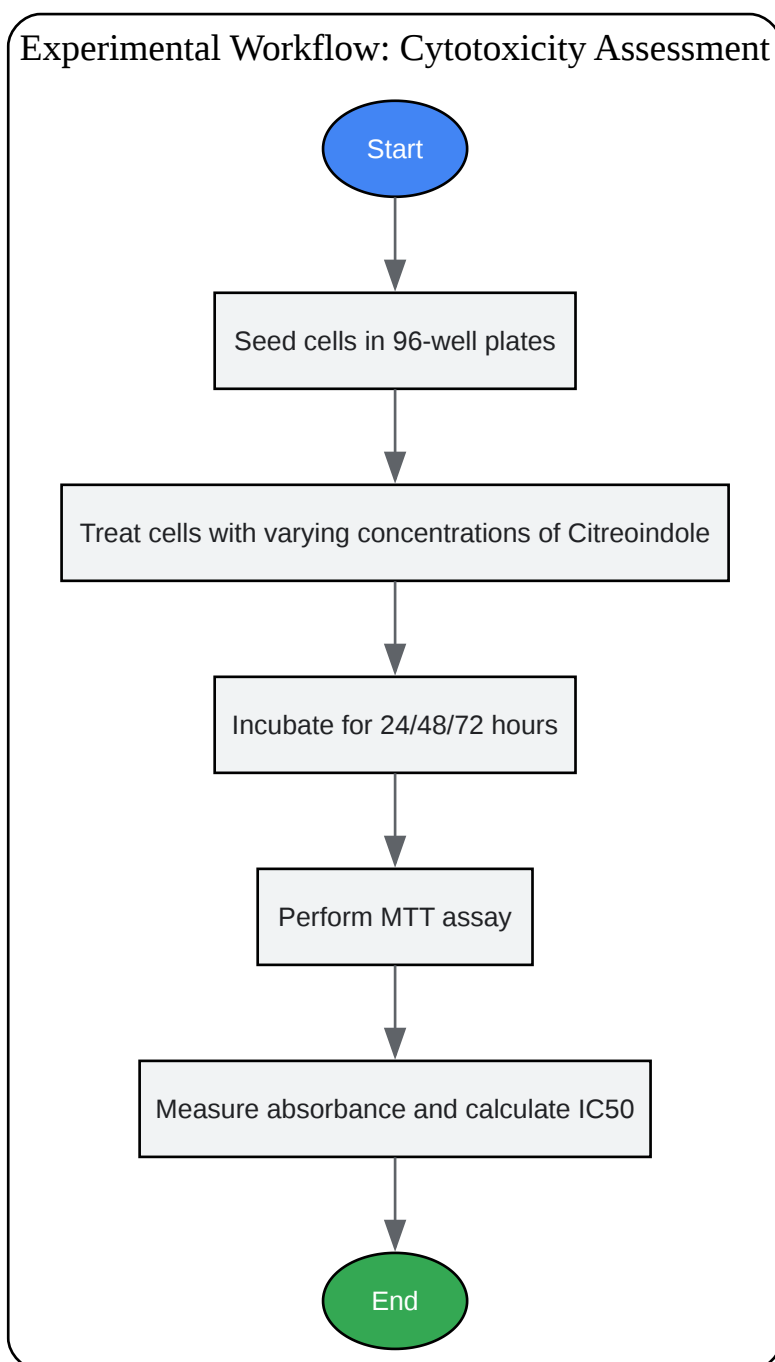 Experimental Workflow: Cytotoxicity Assessment
Start
Seed cells in 96-well plates
Treat cells with varying concentrations of Citreoindole
Incubate for 24/48/72 hours
Perform MTT assay
Measure absorbance and calculate IC50
End